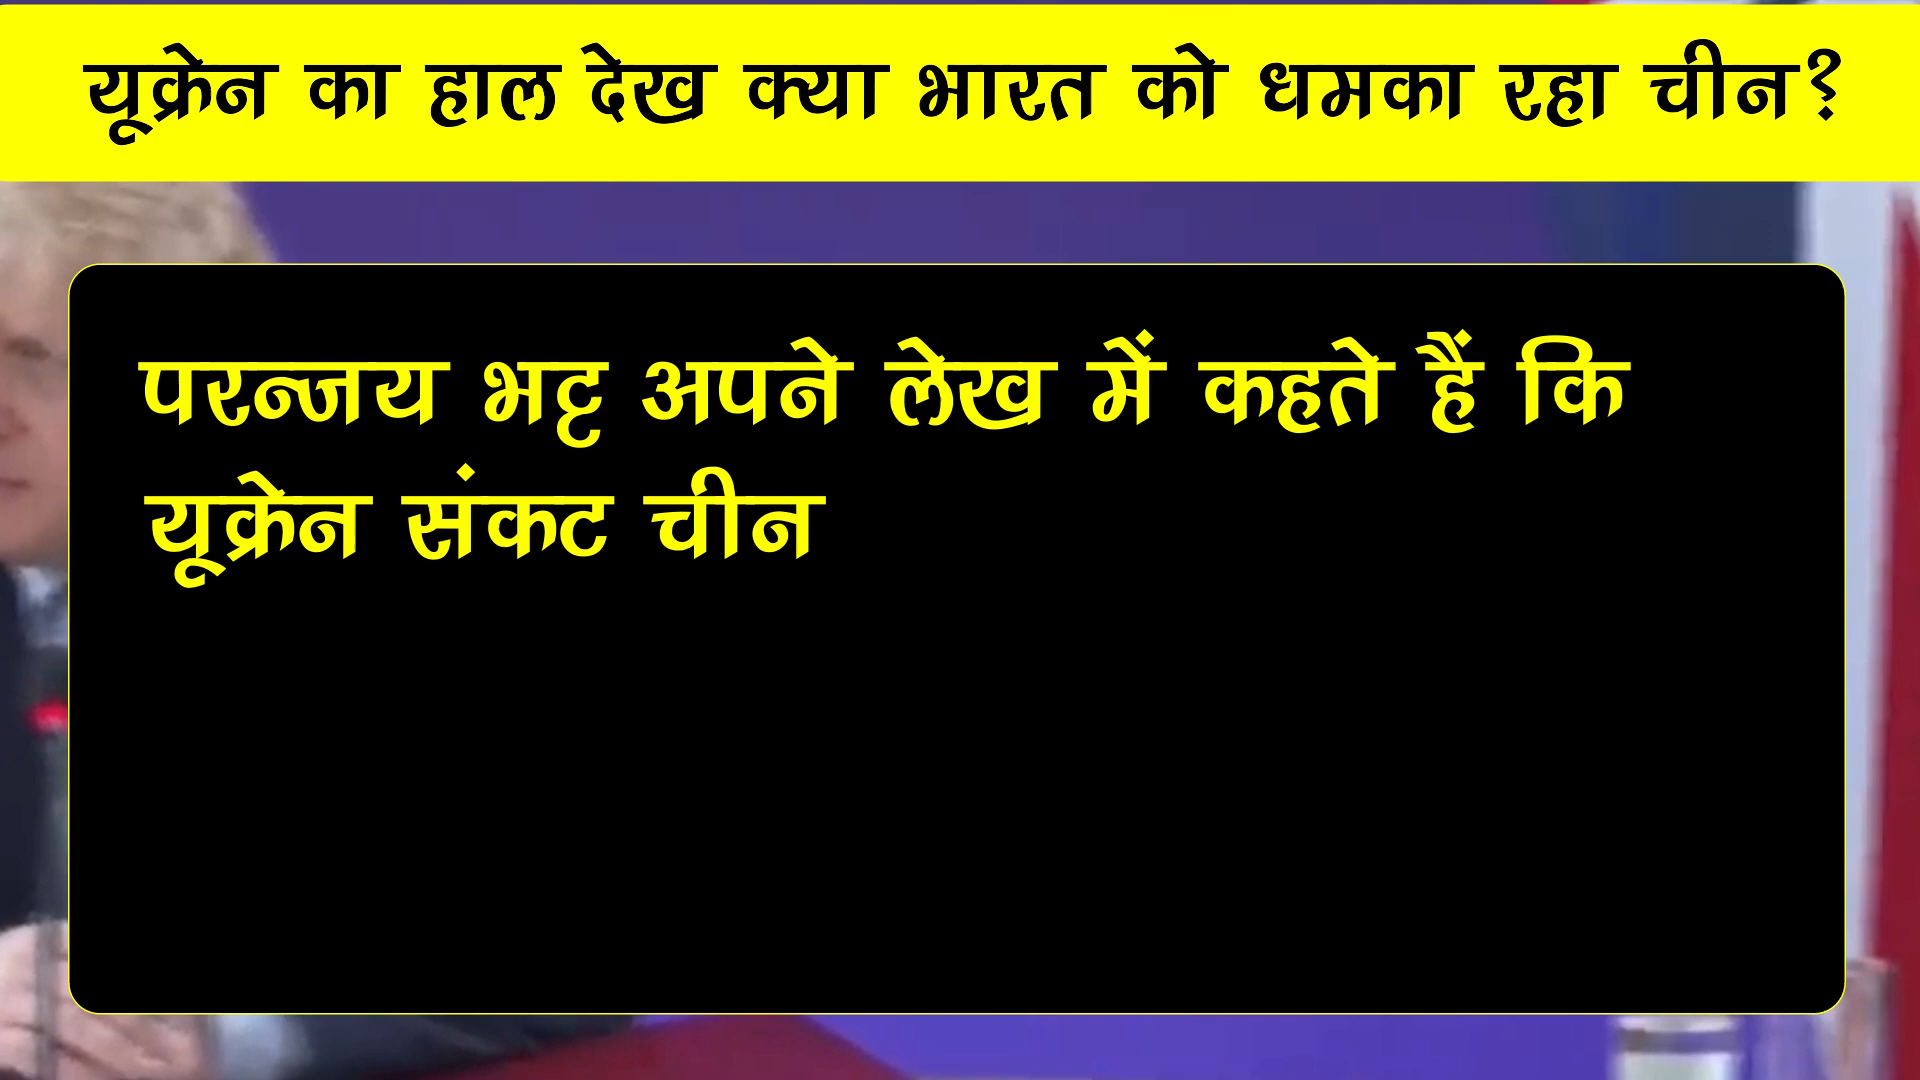 यूक्रेन का हाल देख क्या भारत को धमका रहा चीन?
परन्जय भट्ट अपने लेख में कहते हैं कि
यूक्रेन संकट चीन